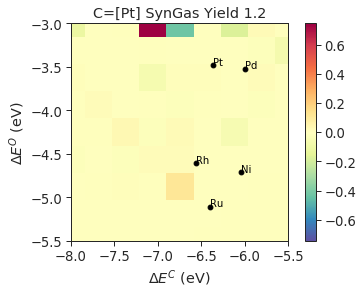 C=[Pt] SynGas Yield 1.2
−3.0
−3.5
−4.0
−4.5
−5.0
−5.5
ΔE^O (eV)
Pt
Pd
Rh
Ni
Ru
−8.0 −7.5 −7.0 −6.5 −6.0 −5.5
ΔE^C (eV)
0.6
0.4
0.2
0.0
−0.2
−0.4
−0.6